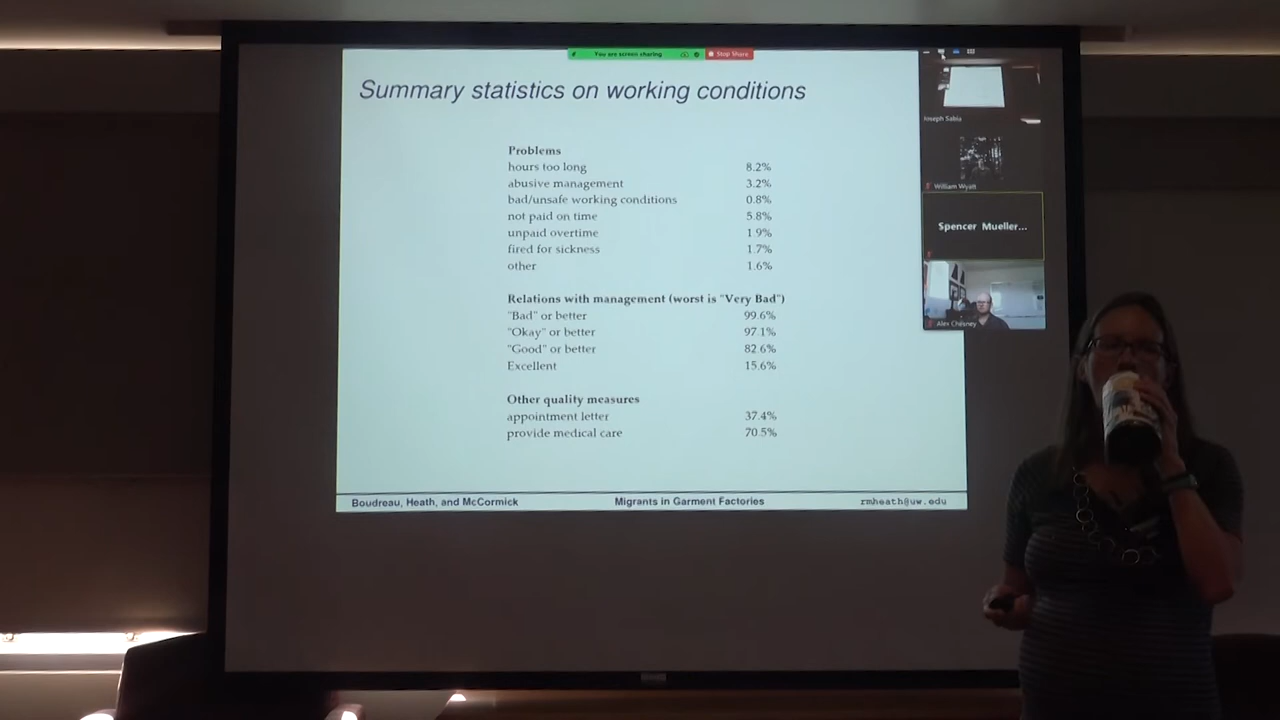 You are screen sharing Stop Share
Summary statistics on working conditions
Problems
hours too long 8.2%
abusive management 3.2%
bad/unsafe working conditions 0.8%
not paid on time 5.8%
unpaid overtime 1.9%
fired for sickness 1.7%
other 1.6%
Relations with management (worst is "Very Bad")
"Bad" or better 99.6%
"Okay" or better 97.1%
"Good" or better 82.6%
Excellent 15.6%
Other quality measures
appointment letter 37.4%
provide medical care 70.5%
Boudreau, Heath, and McCormick Migrants in Garment Factories rmheath@uw.edu
Joseph Sabia
William Wyatt
Spencer Mueller...
Alex Chesney